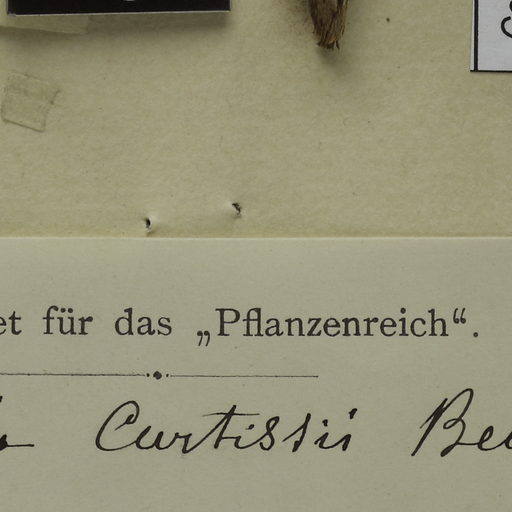 et für das „Pflanzenreich“.
Curtissii